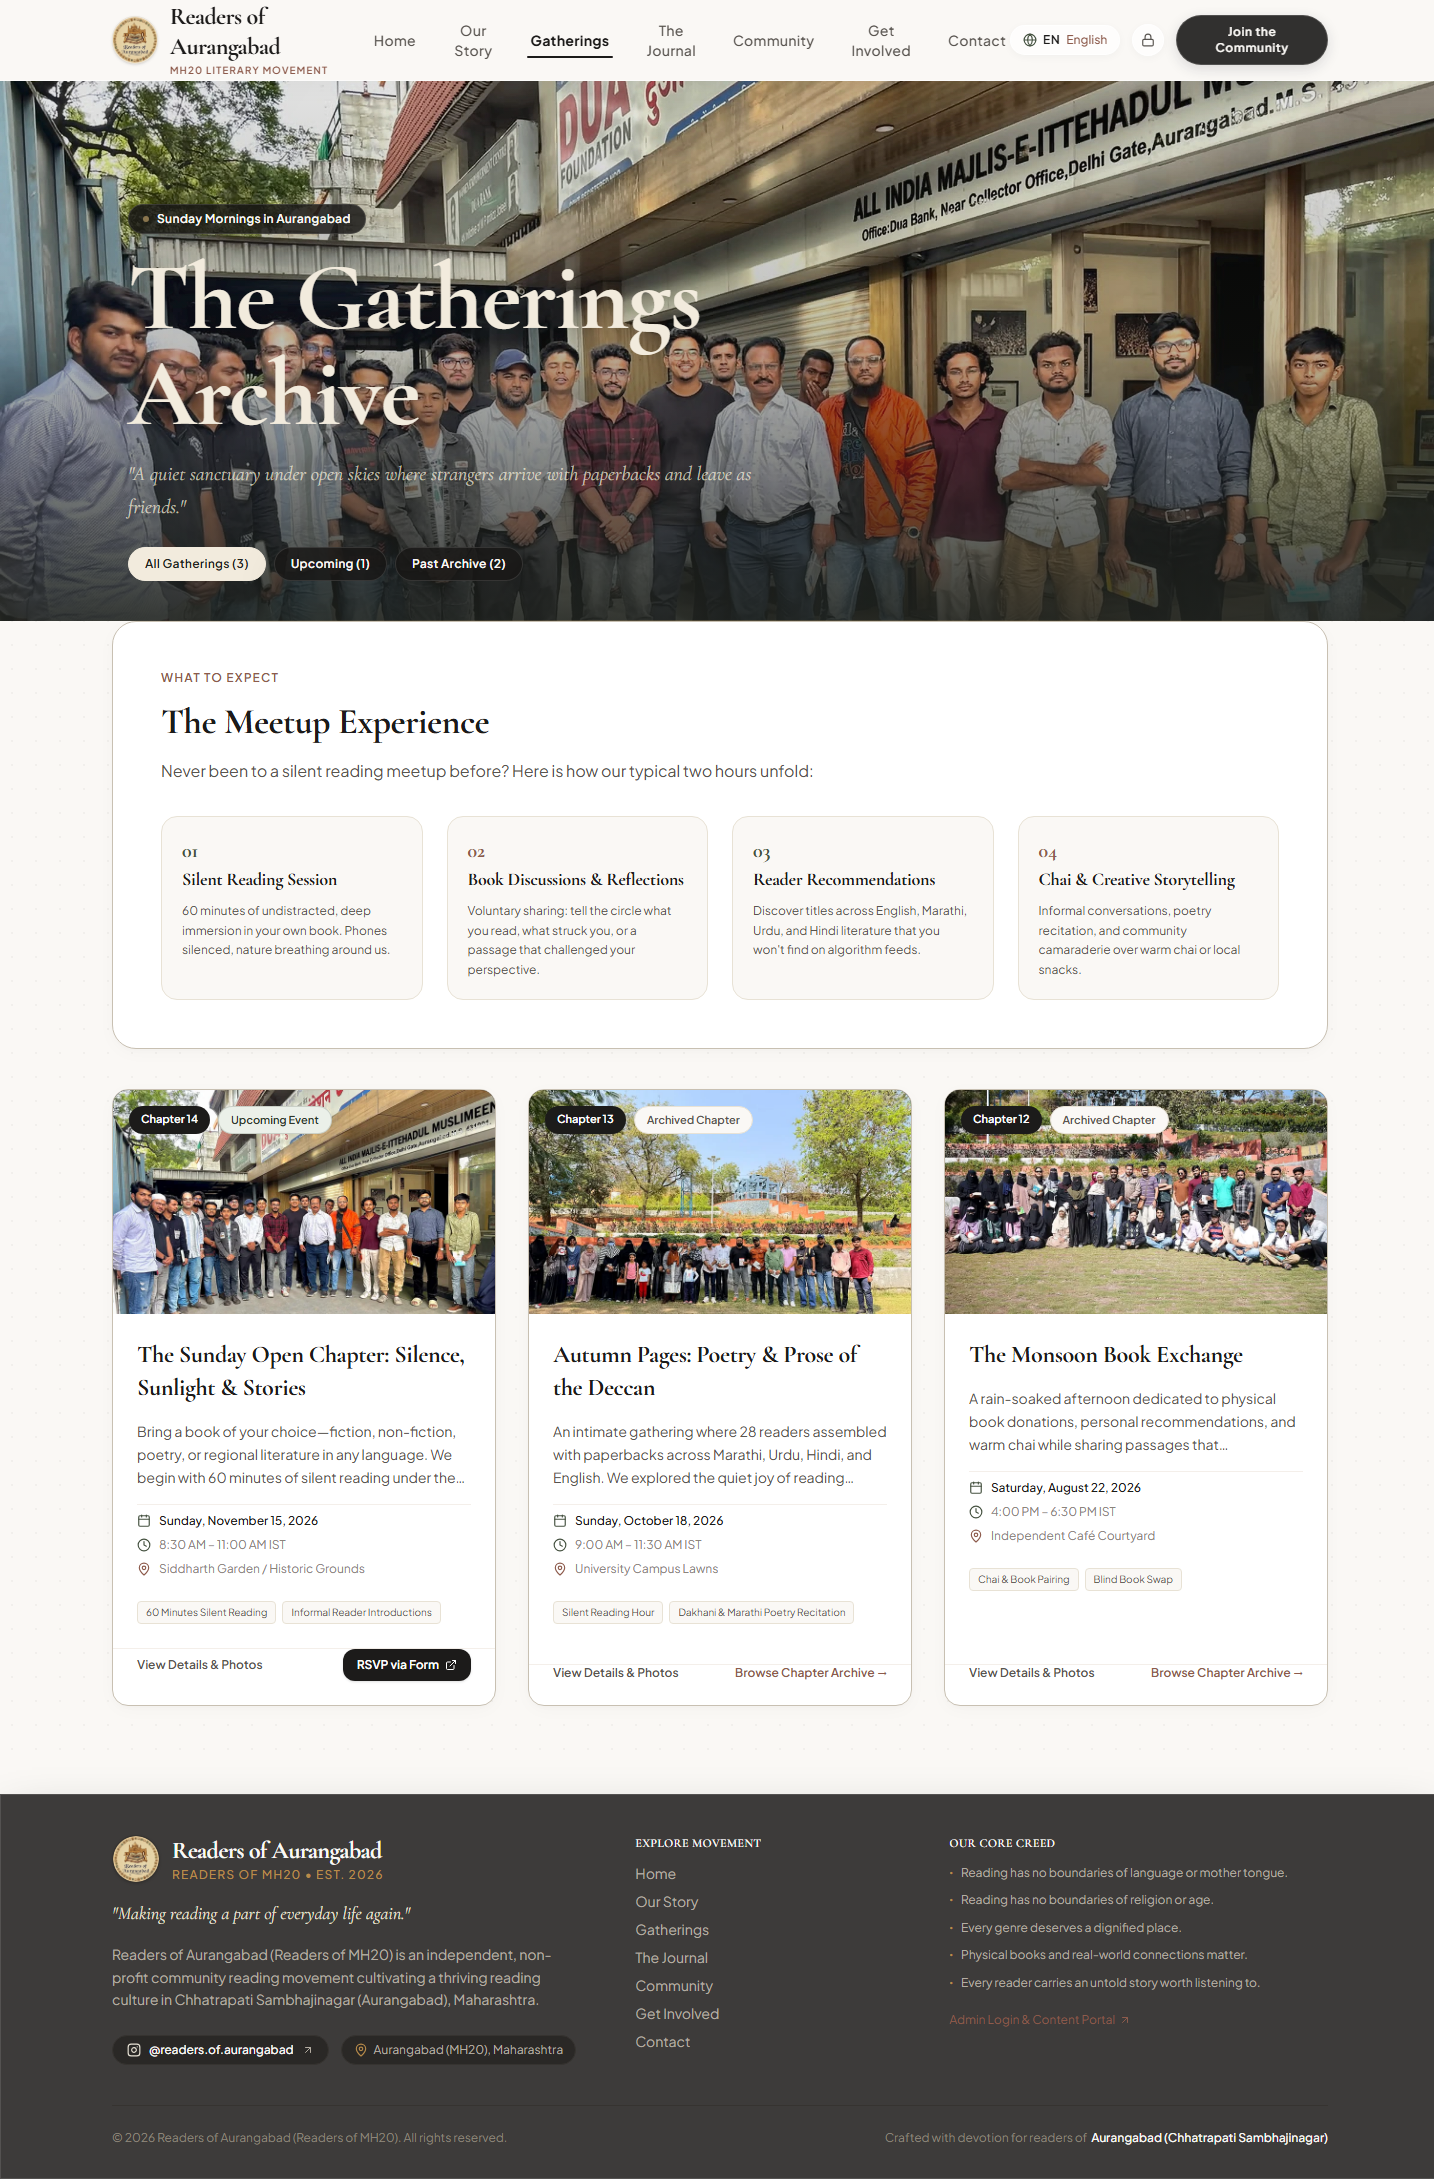 Readers of
Aurangabad
MH20 LITERARY MOVEMENT
Home
Our
Story
Gatherings
The
Journal
Community
Get
Involved
Contact
EN English
Join the
Community
DUA
FOUNDATION
ALL INDIA MAJLIS-E-ITTEHADUL
Office:Dua Bank, Near Collector Office,Delhi Gate,Aurangabad.M.S.
Sunday Mornings in Aurangabad
The Gatherings
Archive
"A quiet sanctuary under open skies where strangers arrive with paperbacks and leave as
friends."
All Gatherings (3)
Upcoming (1)
Past Archive (2)
WHAT TO EXPECT
The Meetup Experience
Never been to a silent reading meetup before? Here is how our typical two hours unfold:
01
Silent Reading Session
60 minutes of undistracted, deep
immersion in your own book. Phones
silenced, nature breathing around us.
02
Book Discussions & Reflections
Voluntary sharing: tell the circle what
you read, what struck you, or a
passage that challenged your
perspective.
03
Reader Recommendations
Discover titles across English, Marathi,
Urdu, and Hindi literature that you
won't find on algorithm feeds.
04
Chai & Creative Storytelling
Informal conversations, poetry
recitation, and community
camaraderie over warm chai or local
snacks.
Chapter 14
Upcoming Event
ALL INDIA MAJLIS-E-ITTEHADUL MUSLIMEEN
The Sunday Open Chapter: Silence,
Sunlight & Stories
Bring a book of your choice—fiction, non-fiction,
poetry, or regional literature in any language. We
begin with 60 minutes of silent reading under the...
Sunday, November 15, 2026
8:30 AM – 11:00 AM IST
Siddharth Garden / Historic Grounds
60 Minutes Silent Reading
Informal Reader Introductions
View Details & Photos
RSVP via Form
Chapter 13
Archived Chapter
Autumn Pages: Poetry & Prose of
the Deccan
An intimate gathering where 28 readers assembled
with paperbacks across Marathi, Urdu, Hindi, and
English. We explored the quiet joy of reading...
Sunday, October 18, 2026
9:00 AM – 11:30 AM IST
University Campus Lawns
Silent Reading Hour
Dakhani & Marathi Poetry Recitation
View Details & Photos
Browse Chapter Archive →
Chapter 12
Archived Chapter
The Monsoon Book Exchange
A rain-soaked afternoon dedicated to physical
book donations, personal recommendations, and
warm chai while sharing passages that...
Saturday, August 22, 2026
4:00 PM – 6:30 PM IST
Independent Café Courtyard
Chai & Book Pairing
Blind Book Swap
View Details & Photos
Browse Chapter Archive →
Readers of Aurangabad
READERS OF MH20 • EST. 2026
"Making reading a part of everyday life again."
Readers of Aurangabad (Readers of MH20) is an independent, non-
profit community reading movement cultivating a thriving reading
culture in Chhatrapati Sambhajinagar (Aurangabad), Maharashtra.
@readers.of.aurangabad
Aurangabad (MH20), Maharashtra
EXPLORE MOVEMENT
Home
Our Story
Gatherings
The Journal
Community
Get Involved
Contact
OUR CORE CREED
• Reading has no boundaries of language or mother tongue.
• Reading has no boundaries of religion or age.
• Every genre deserves a dignified place.
• Physical books and real-world connections matter.
• Every reader carries an untold story worth listening to.
Admin Login & Content Portal
© 2026 Readers of Aurangabad (Readers of MH20). All rights reserved.
Crafted with devotion for readers of Aurangabad (Chhatrapati Sambhajinagar)